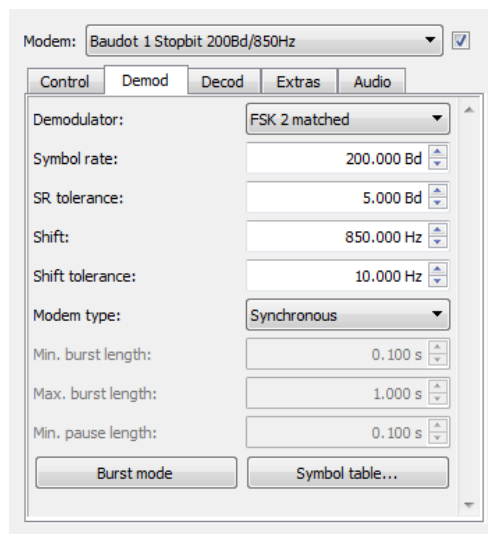 Modem: Baudot 1 Stopbit 200Bd/850Hz
Control Demod Decod Extras Audio
Demodulator: FSK 2 matched
Symbol rate: 200.000 Bd
SR tolerance: 5.000 Bd
Shift: 850.000 Hz
Shift tolerance: 10.000 Hz
Modem type: Synchronous
Min. burst length: 0.100 s
Max. burst length: 1.000 s
Min. pause length: 0.100 s
Burst mode Symbol table...